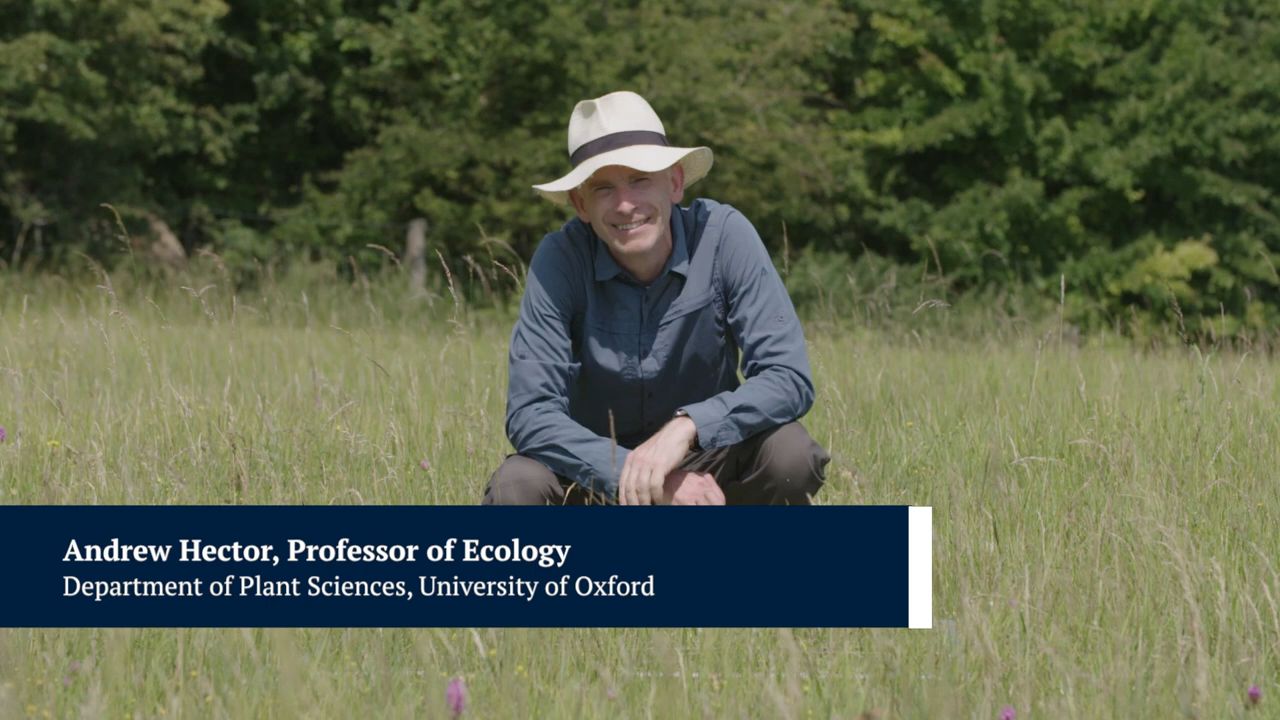 Andrew Hector, Professor of Ecology
Department of Plant Sciences, University of Oxford